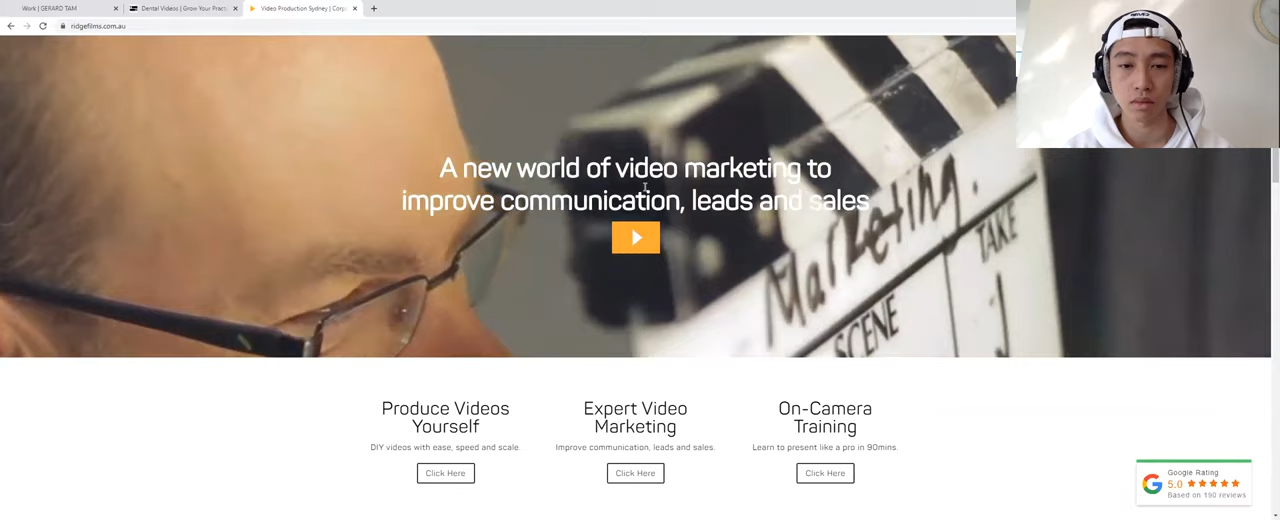 Work | GERARD TAM
Dental Videos | Grow Your Pract
Video Production Sydney | Corp
ridgefilms.com.au
A new world of video marketing to
improve communication, leads and sales
Marketing.
TAKE
SCENE
1
Produce Videos
Yourself
DIY videos with ease, speed and scale.
Click Here
Expert Video
Marketing
Improve communication, leads and sales.
Click Here
On-Camera
Training
Learn to present like a pro in 90mins.
Click Here
Google Rating
5.0
Based on 190 reviews